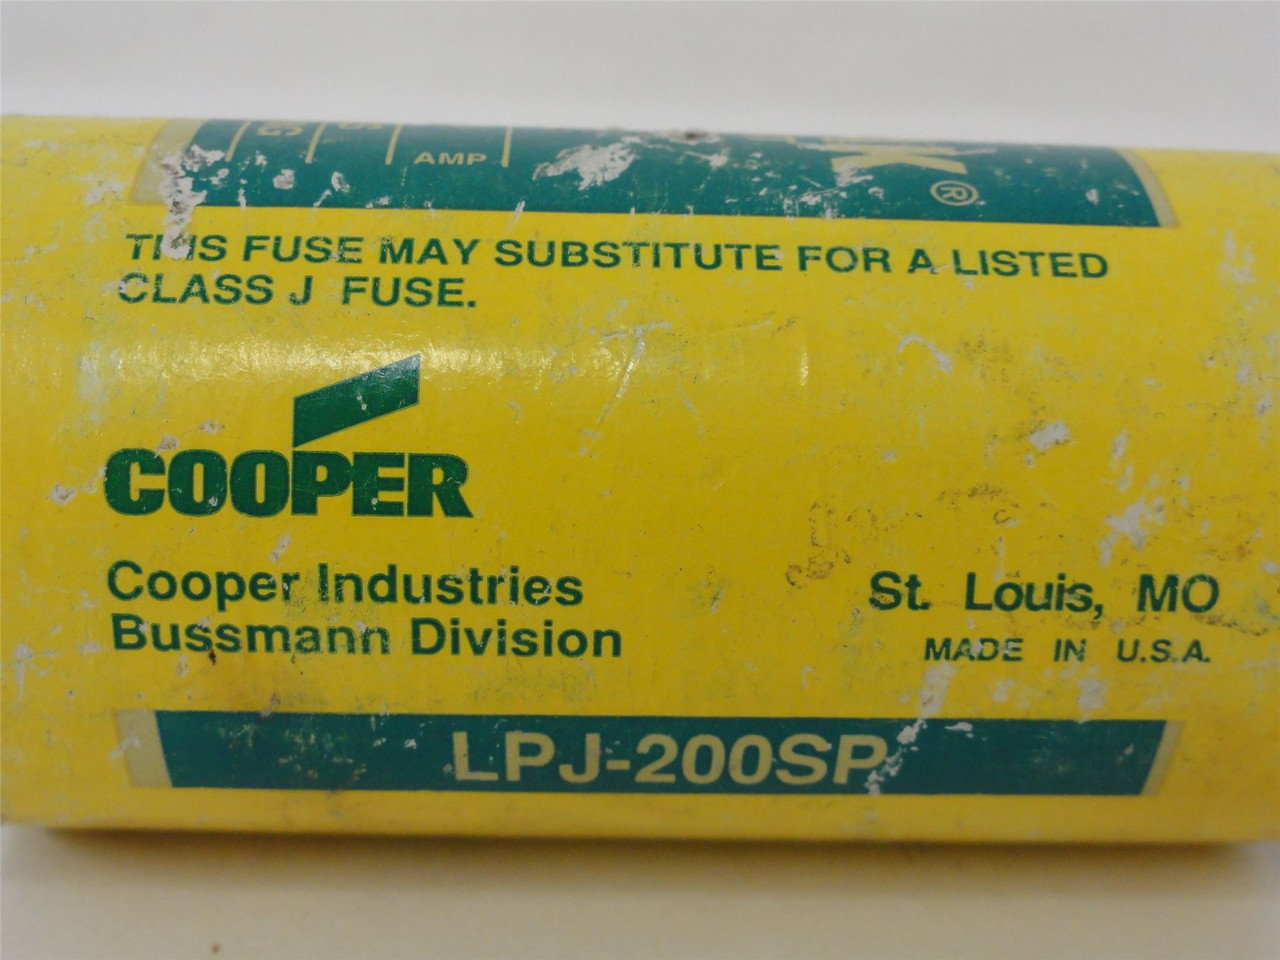 AMP
®
THIS FUSE MAY SUBSTITUTE FOR A LISTED
CLASS J FUSE.
COOPER
Cooper Industries
Bussmann Division
St. Louis, MO
MADE IN U.S.A.
LPJ-200SP